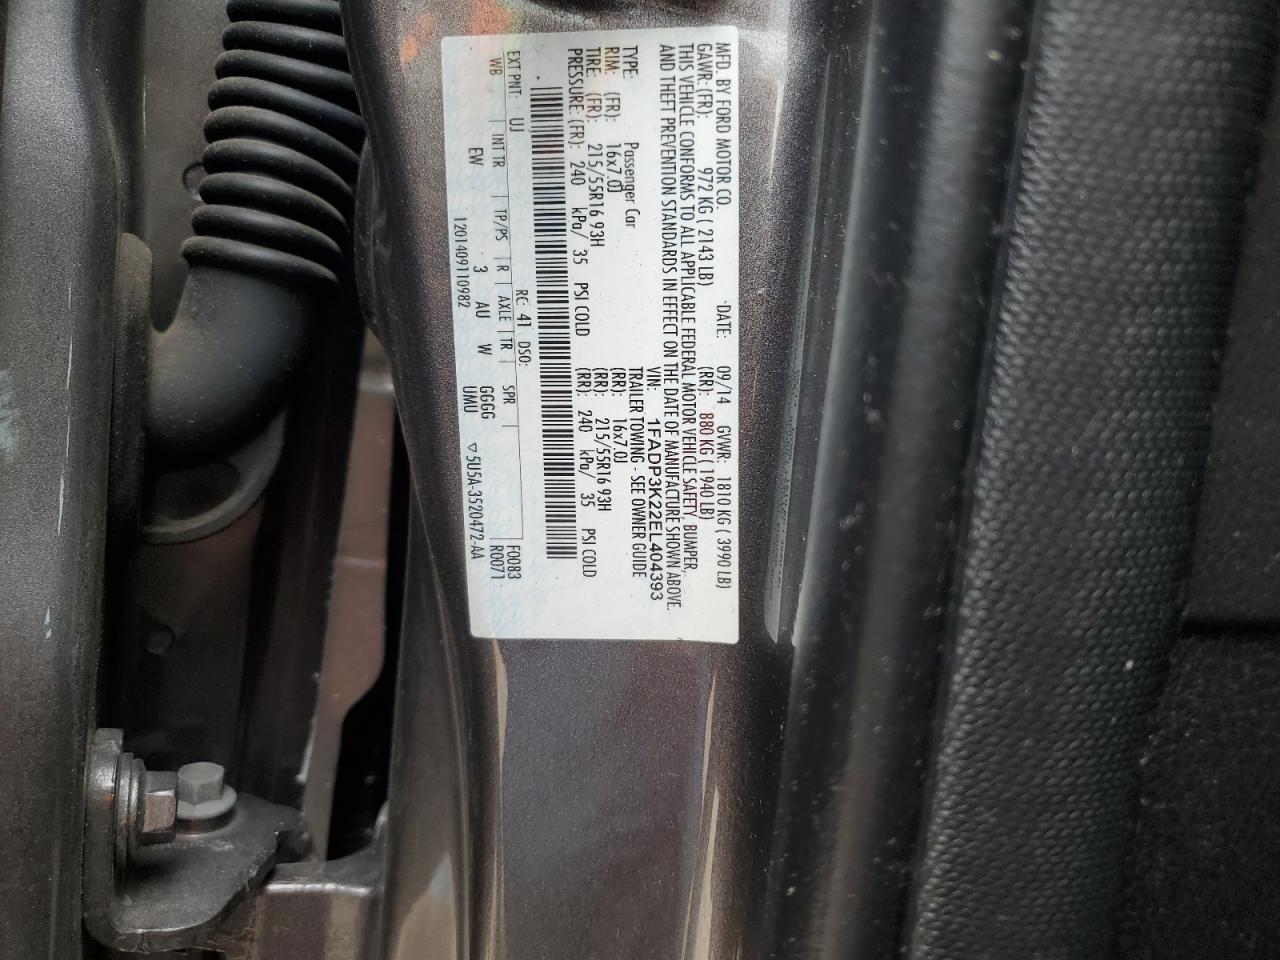 MFD. BY FORD MOTOR CO.
DATE: 09/14 GVWR: 1810 KG ( 3990 LB)
GAWR: (FR): 972 KG ( 2143 LB) (RR): 880 KG ( 1940 LB)
THIS VEHICLE CONFORMS TO ALL APPLICABLE FEDERAL MOTOR VEHICLE SAFETY, BUMPER,
AND THEFT PREVENTION STANDARDS IN EFFECT ON THE DATE OF MANUFACTURE SHOWN ABOVE.
VIN: 1FADP3K22EL404393
TYPE: Passenger Car TRAILER TOWING - SEE OWNER GUIDE
RIM: (FR): 16x7.0J (RR): 16x7.0J
TIRE: (FR): 215/55R16 93H (RR): 215/55R16 93H
PRESSURE: (FR): 240 kPa/ 35 PSI COLD (RR): 240 kPa/ 35 PSI COLD
EXT PNT: UJ RC: 41 DSO: F0083
WB INT TR TP/PS R AXLE TR SPR R0071
EW 3 AU W GGGG
1201409110982 UMU ▽5U5A-3520472-AA